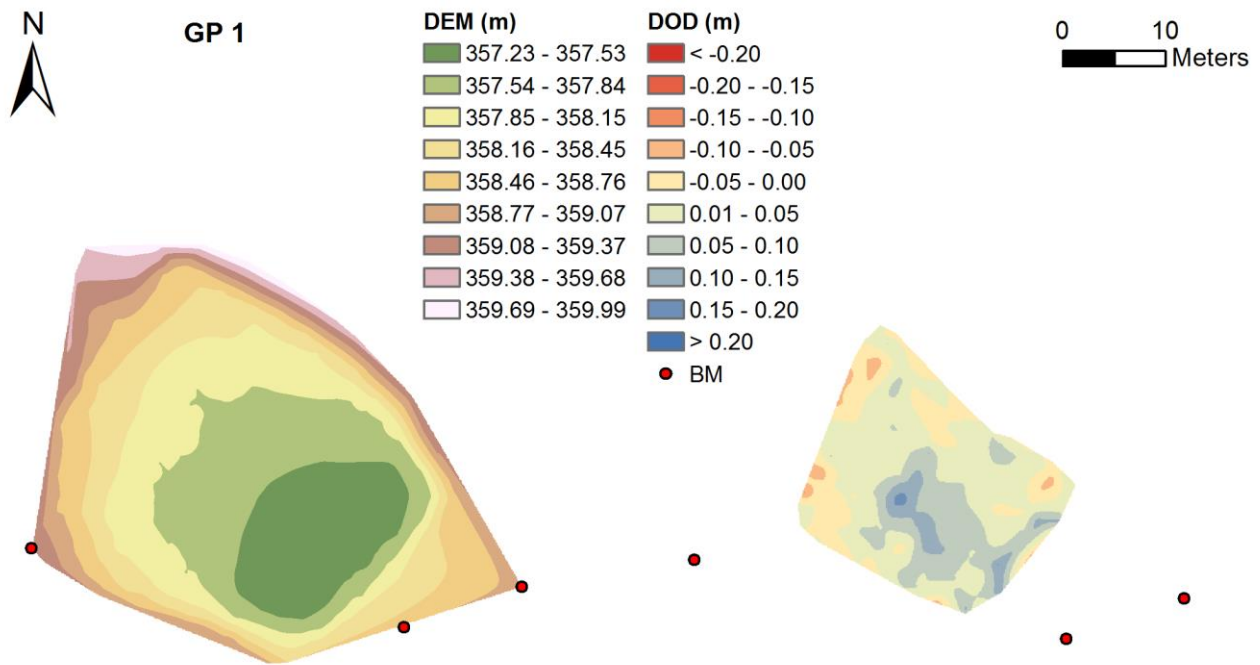 N
GP 1
DEM (m)
357.23 - 357.53
357.54 - 357.84
357.85 - 358.15
358.16 - 358.45
358.46 - 358.76
358.77 - 359.07
359.08 - 359.37
359.38 - 359.68
359.69 - 359.99
DOD (m)
< -0.20
-0.20 - -0.15
-0.15 - -0.10
-0.10 - -0.05
-0.05 - 0.00
0.01 - 0.05
0.05 - 0.10
0.10 - 0.15
0.15 - 0.20
> 0.20
BM
0 10
Meters